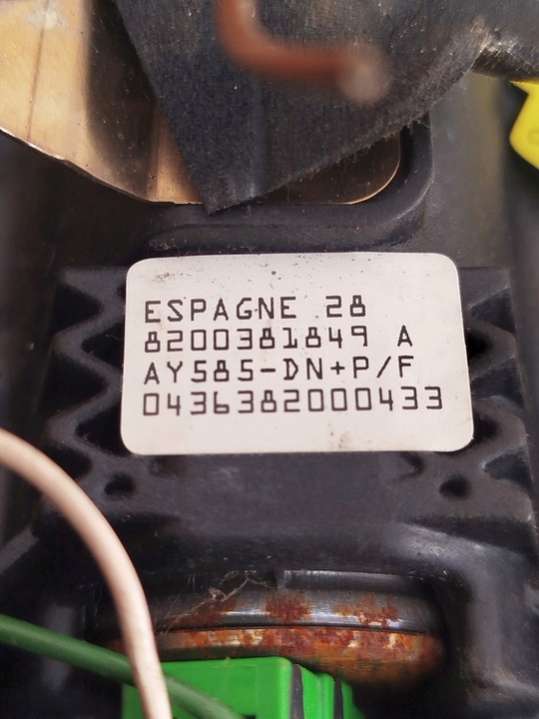 ESPAGNE 28
8200381849 A
AY585-DN+P/F
0436382000433